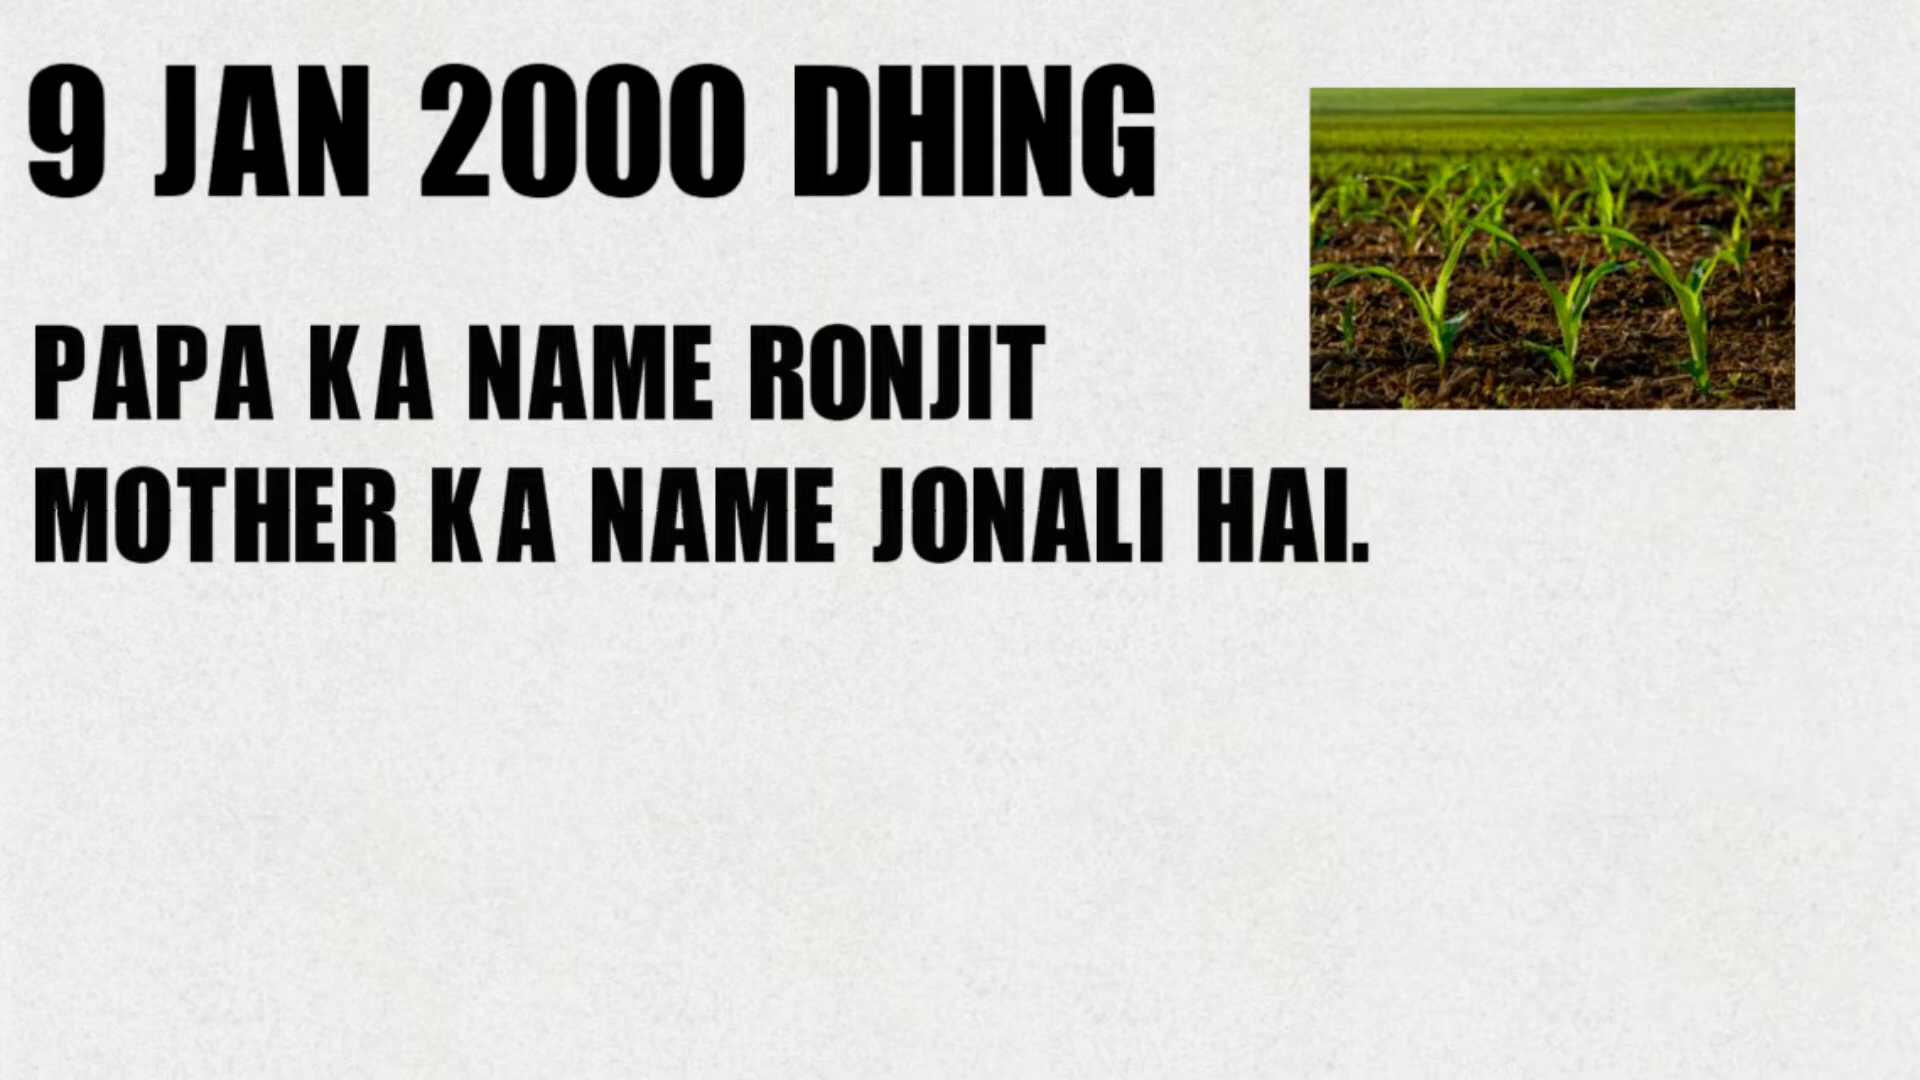 9 JAN 2000 DHING
PAPA KA NAME RONJIT
MOTHER KA NAME JONALI HAI.